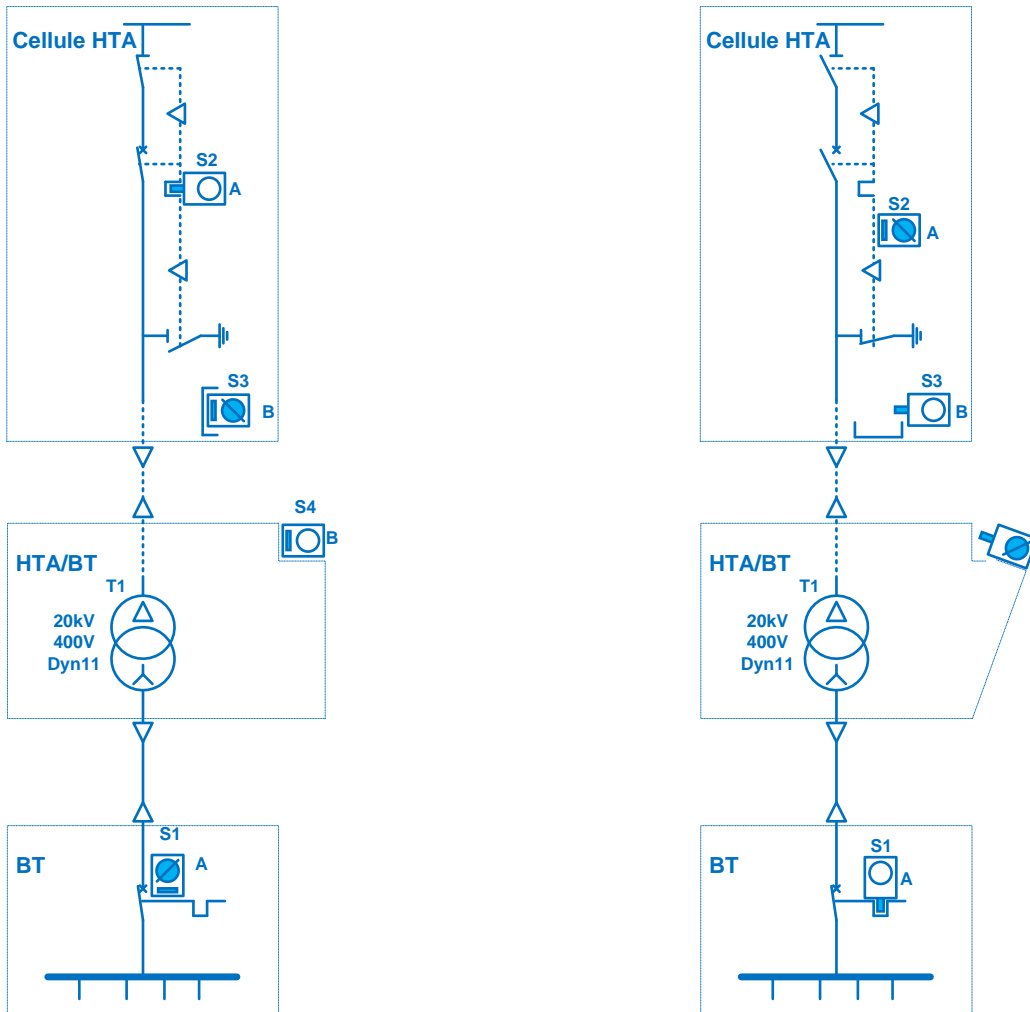 Cellule HTA
S2
A
S3
B
S4
B
HTA/BT
T1
20kV
400V
Dyn11
S1
A
BT
Cellule HTA
S2
A
S3
B
HTA/BT
T1
20kV
400V
Dyn11
S1
A
BT